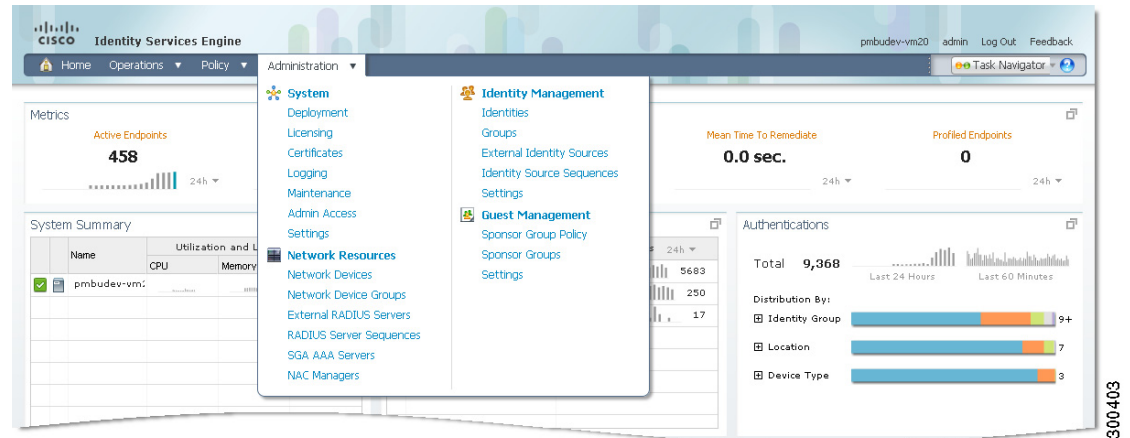 CISCO Identity Services Engine
pmbudev-vm20 admin Log Out Feedback
Home Operations Policy Administration
Task Navigator
System
Deployment
Licensing
Certificates
Logging
Maintenance
Admin Access
Settings
Network Resources
Network Devices
Network Device Groups
External RADIUS Servers
RADIUS Server Sequences
SGA AAA Servers
NAC Managers
Identity Management
Identities
Groups
External Identity Sources
Identity Source Sequences
Settings
Guest Management
Sponsor Group Policy
Sponsor Groups
Settings
Metrics
Active Endpoints
458
24h
Mean Time To Remediate
0.0 sec.
24h
Profiled Endpoints
0
24h
System Summary
Name
Utilization and L
CPU Memory
pmbudev-vm
24h
5683
250
17
Authentications
Total 9,368
Last 24 Hours Last 60 Minutes
Distribution By:
Identity Group 9+
Location 7
Device Type 3
300403